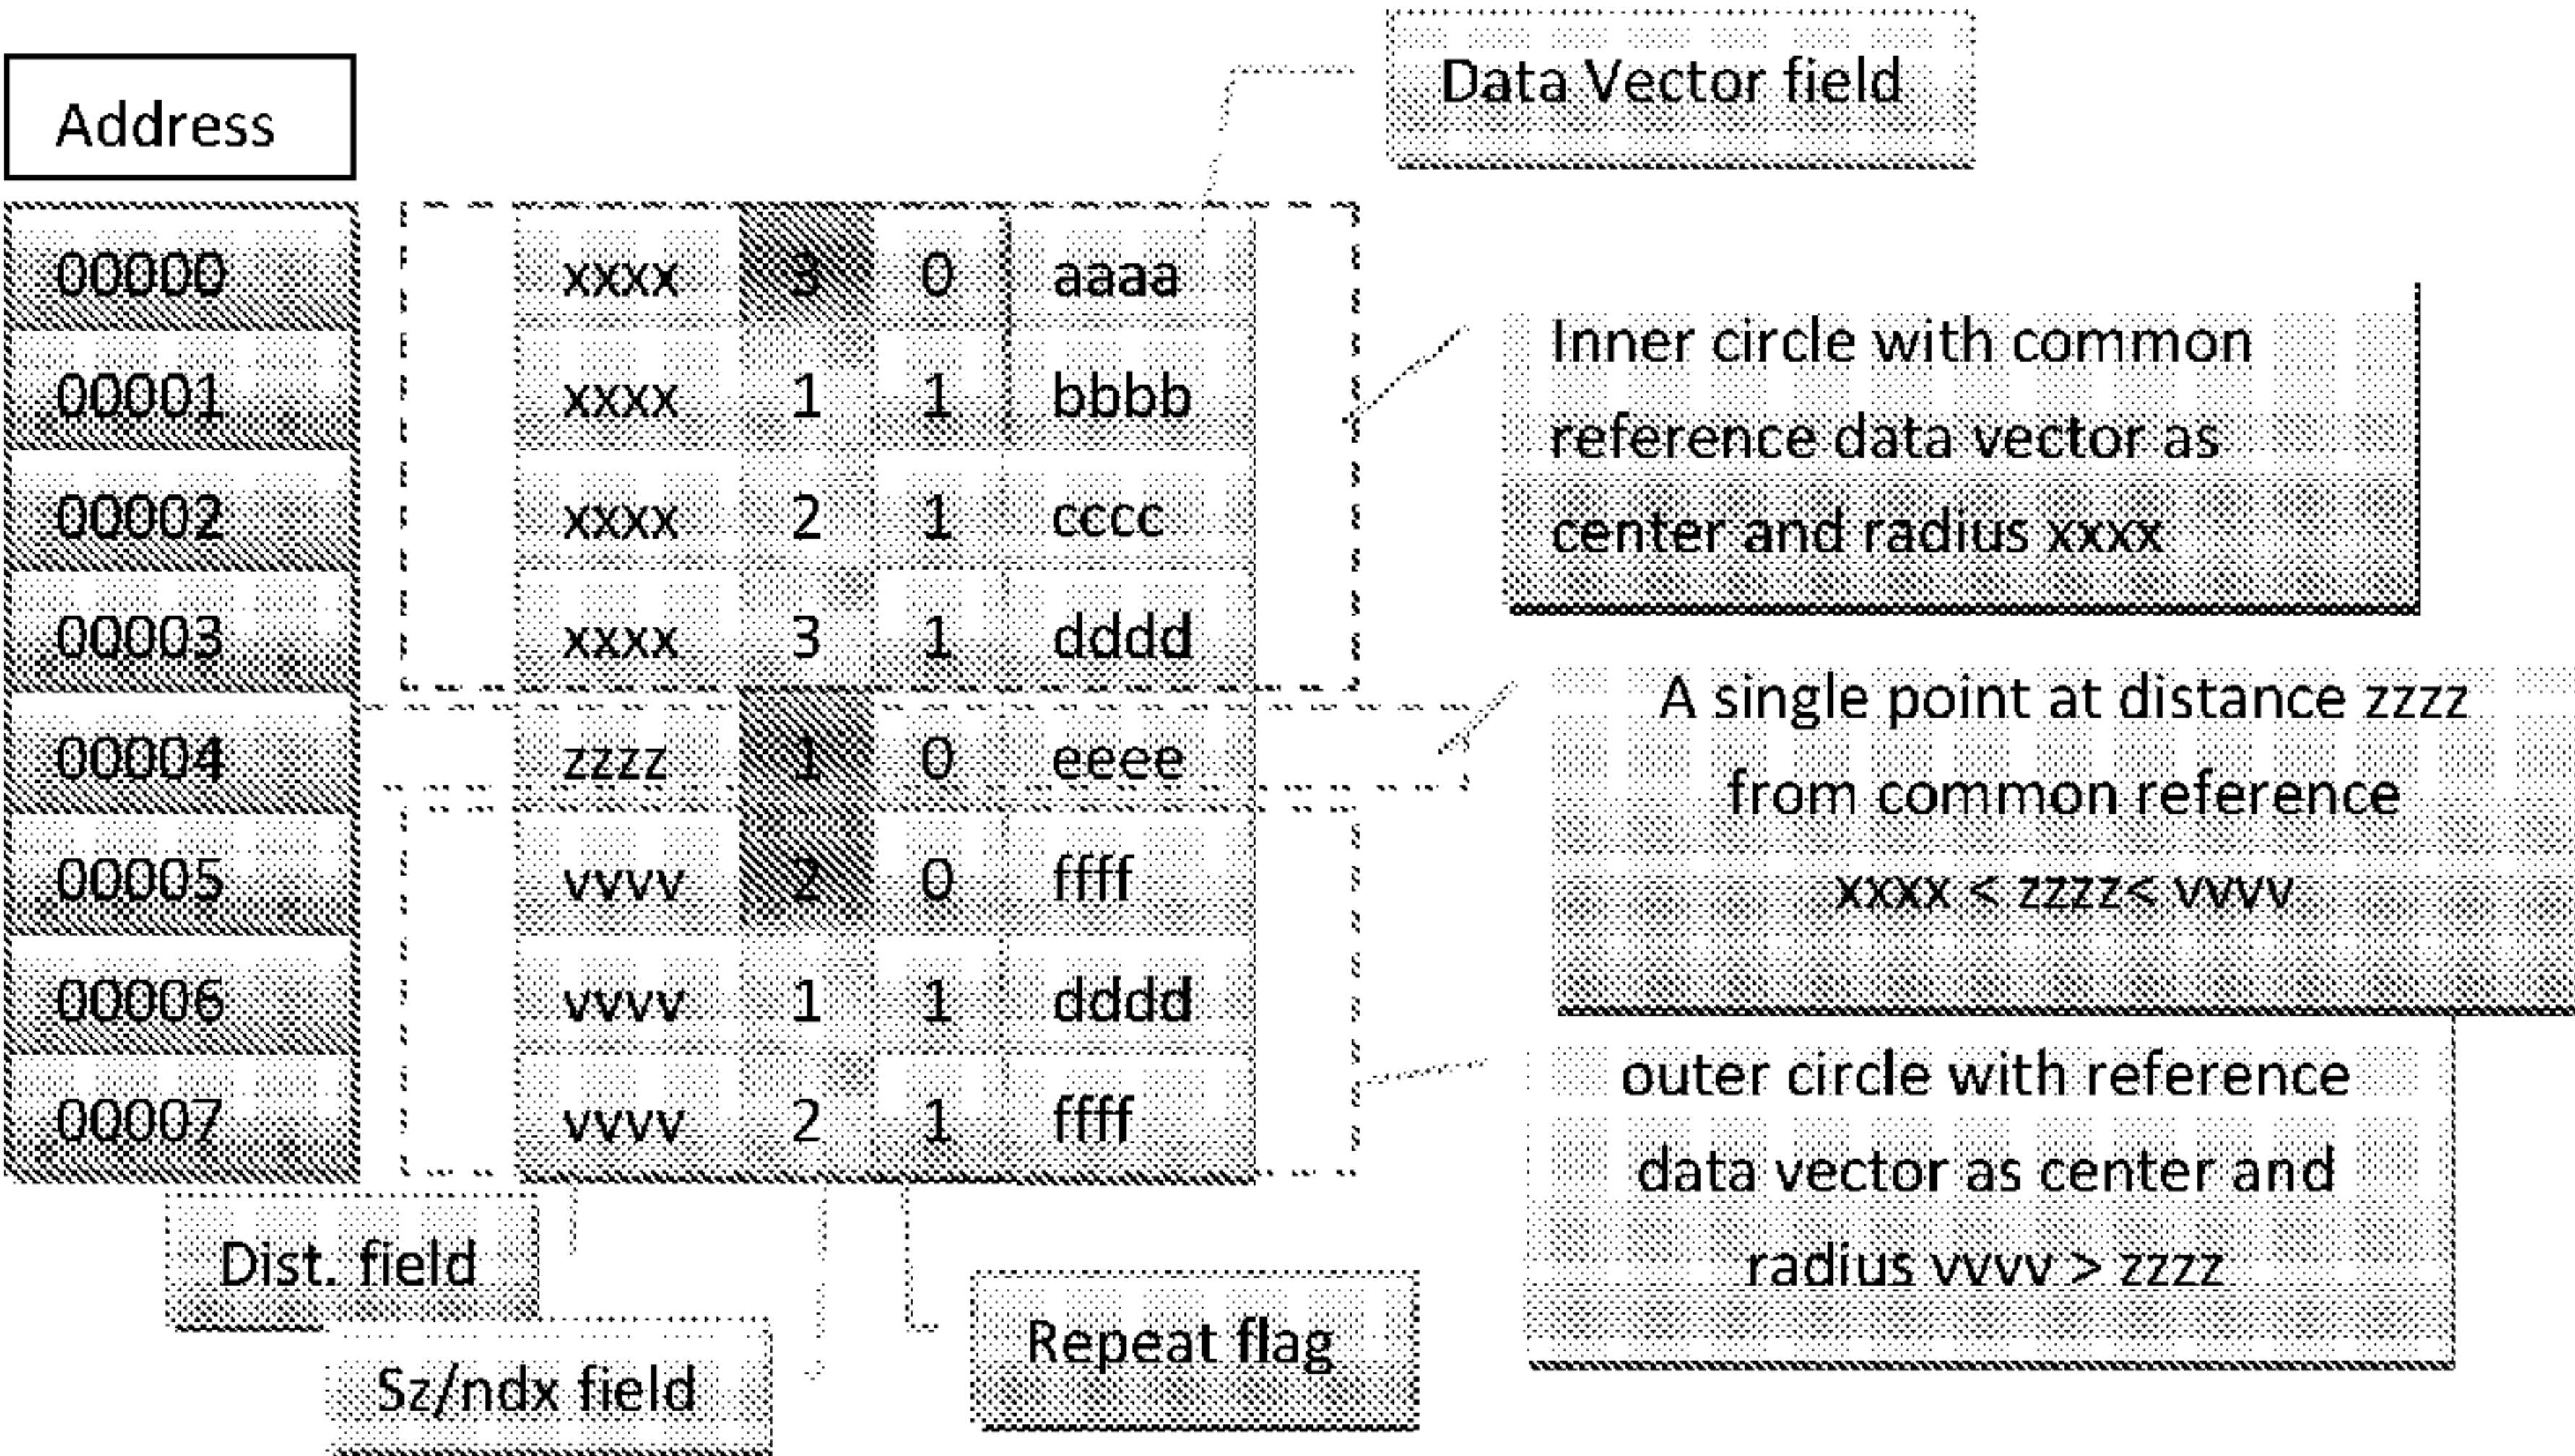 Data Vector field
Address
00000 xxxx 3 0 aaaa
00001 xxxx 1 1 bbbb
00002 xxxx 2 1 cccc
00003 xxxx 3 1 dddd
00004 zzzz 1 0 eeee
00005 vvvv 2 0 ffff
00006 vvvv 1 1 dddd
00007 vvvv 2 1 ffff
Inner circle with common
reference data vector as
center and radius xxxx
A single point at distance zzzz
from common reference
xxxx < zzzz< vvvv
outer circle with reference
data vector as center and
radius vvvv > zzzz
Dist. field
Sz/ndx field
Repeat flag